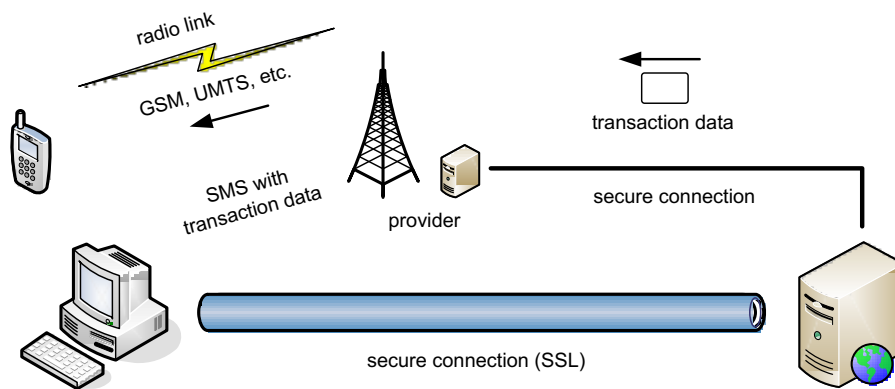 radio link
GSM, UMTS, etc.
transaction data
SMS with
transaction data
provider
secure connection
secure connection (SSL)